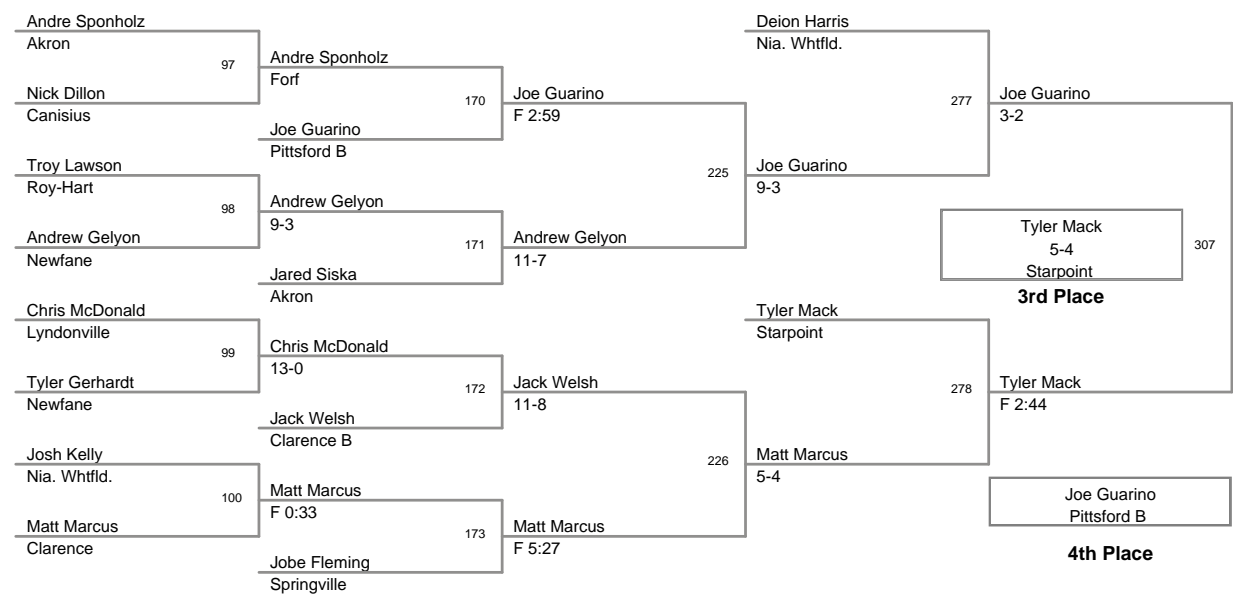 Andre Sponholz
Akron
97
Nick Dillon
Canisius
Troy Lawson
Roy-Hart
98
Andrew Gelyon
Newfane
Chris McDonald
Lyndonville
99
Tyler Gerhardt
Newfane
Josh Kelly
Nia. Whtfld.
100
Matt Marcus
Clarence
Andre Sponholz
Forf
170
Joe Guarino
Pittsford B
Andrew Gelyon
9-3
171
Jared Siska
Akron
Chris McDonald
13-0
172
Jack Welsh
Clarence B
Matt Marcus
F 0:33
173
Jobe Fleming
Springville
Joe Guarino
F 2:59
225
Andrew Gelyon
11-7
Jack Welsh
11-8
226
Matt Marcus
F 5:27
Deion Harris
Nia. Whtfld.
277
Joe Guarino
9-3
Tyler Mack
Starpoint
278
Matt Marcus
5-4
Joe Guarino
3-2
Tyler Mack
5-4
Starpoint
307
3rd Place
Tyler Mack
F 2:44
Joe Guarino
Pittsford B
4th Place